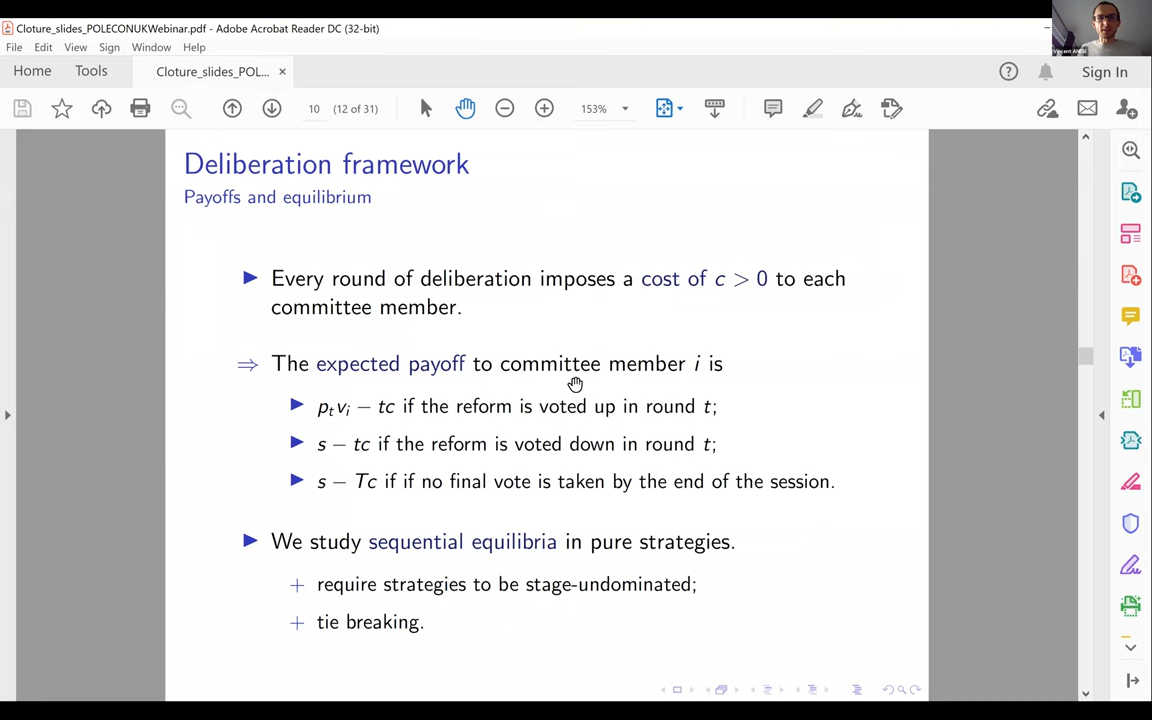 Cloture_slides_POLECONUKWebinar.pdf - Adobe Acrobat Reader DC (32-bit)
File Edit View Sign Window Help
Home Tools Cloture_slides_POL... × Sign In
10 (12 of 31) 153%
Vincent ANESI
Deliberation framework
Payoffs and equilibrium
Every round of deliberation imposes a cost of c > 0 to each
committee member.
⇒ The expected payoff to committee member i is
pₜvᵢ − tc if the reform is voted up in round t;
s − tc if the reform is voted down in round t;
s − Tc if if no final vote is taken by the end of the session.
We study sequential equilibria in pure strategies.
+ require strategies to be stage-undominated;
+ tie breaking.